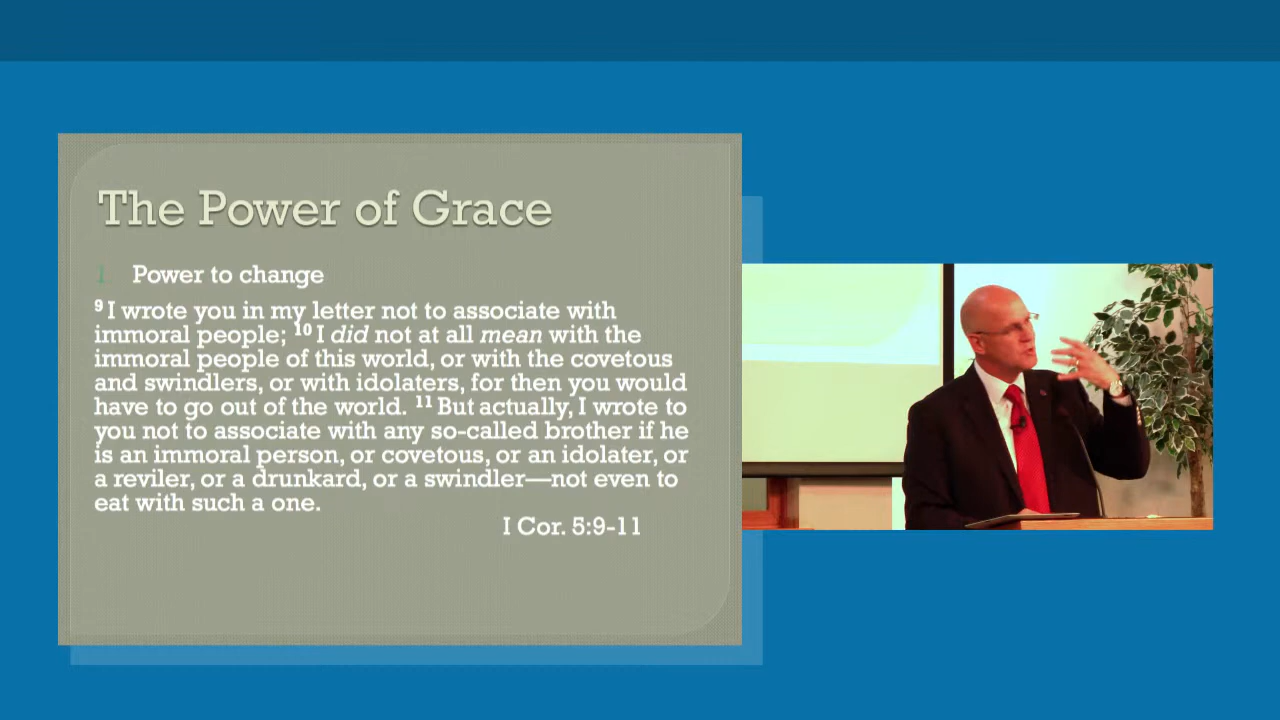 The Power of Grace
1. Power to change
9 I wrote you in my letter not to associate with
immoral people; 10 I did not at all mean with the
immoral people of this world, or with the covetous
and swindlers, or with idolaters, for then you would
have to go out of the world. 11 But actually, I wrote to
you not to associate with any so-called brother if he
is an immoral person, or covetous, or an idolater, or
a reviler, or a drunkard, or a swindler—not even to
eat with such a one.
I Cor. 5:9-11